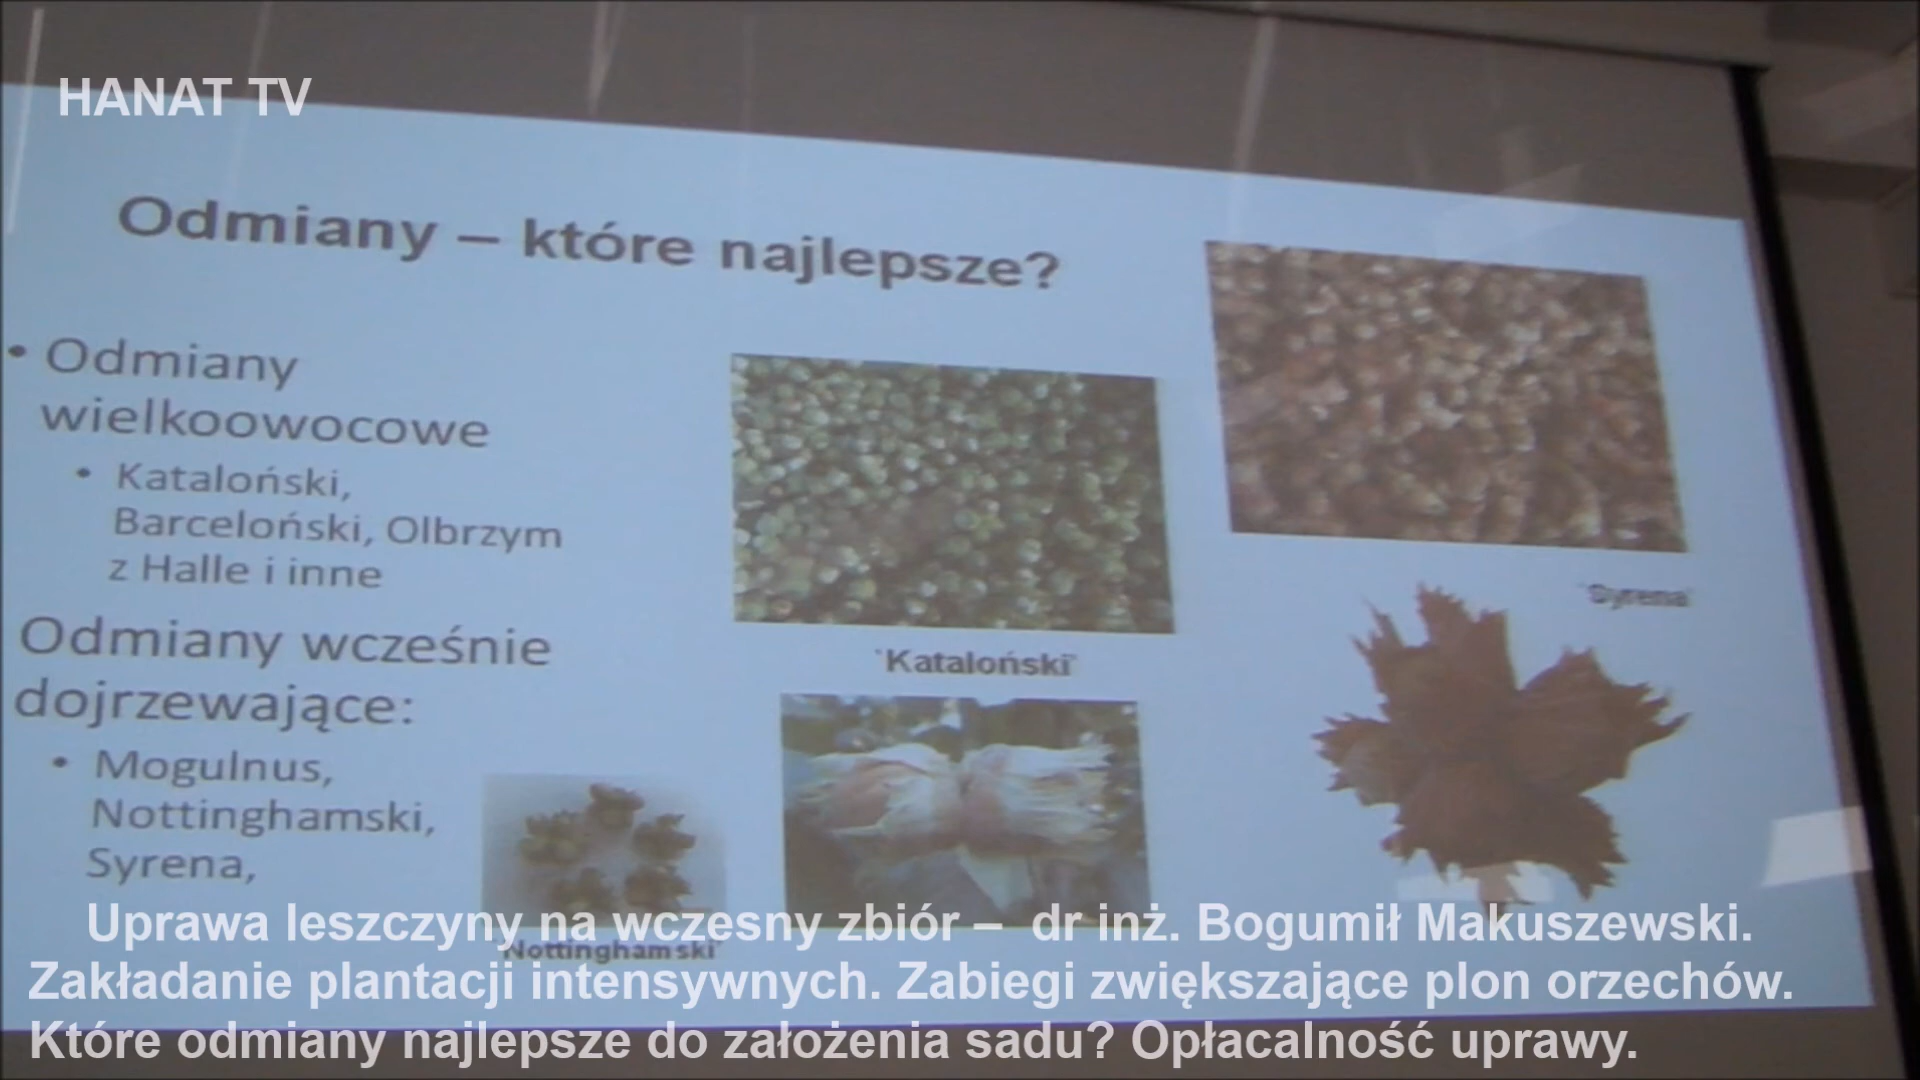 HANAT TV
Odmiany – które najlepsze?
• Odmiany
wielkoowocowe
• Kataloński,
Barceloński, Olbrzym
z Halle i inne
Odmiany wcześnie
dojrzewające:
• Mogulnus,
Nottinghamski,
Syrena,
`Syrena`
`Kataloński`
`Nottinghamski`
Uprawa leszczyny na wczesny zbiór – dr inż. Bogumił Makuszewski.
Zakładanie plantacji intensywnych. Zabiegi zwiększające plon orzechów.
Które odmiany najlepsze do założenia sadu? Opłacalność uprawy.